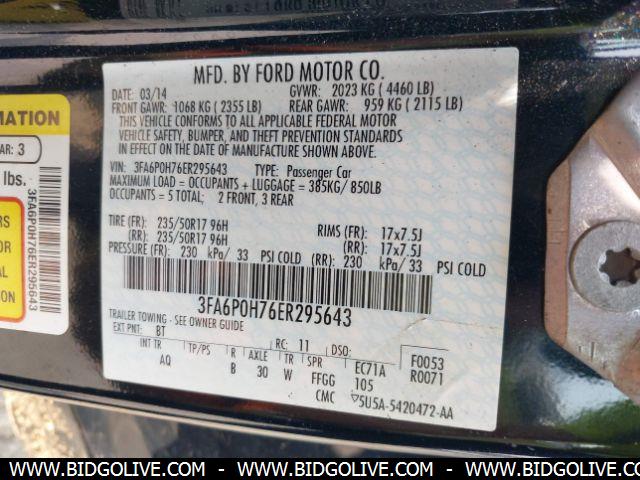 MFD. BY FORD MOTOR CO.
DATE: 03/14 GVWR: 2023 KG ( 4460 LB)
FRONT GAWR: 1068 KG ( 2355 LB) REAR GAWR: 959 KG ( 2115 LB)
THIS VEHICLE CONFORMS TO ALL APPLICABLE FEDERAL MOTOR
VEHICLE SAFETY, BUMPER, AND THEFT PREVENTION STANDARDS
IN EFFECT ON THE DATE OF MANUFACTURE SHOWN ABOVE.
VIN: 3FA6P0H76ER295643 TYPE: Passenger Car
MAXIMUM LOAD = OCCUPANTS + LUGGAGE = 385KG/ 850LB
OCCUPANTS = 5 TOTAL: 2 FRONT, 3 REAR
TIRE (FR): 235/50R17 96H RIMS (FR): 17x7.5J
(RR): 235/50R17 96H (RR): 17x7.5J
PRESSURE (FR): 230 kPa/ 33 PSI COLD (RR): 230 kPa/ 33 PSI COLD
3FA6P0H76ER295643
TRAILER TOWING - SEE OWNER GUIDE
EXT PNT: BT RC: 11 DSO: F0053
INT TR TP/PS R AXLE TR SPR EC71A R0071
AQ B 30 W FFGG 105
CMC 5U5A-5420472-AA
MATION
AR: 3
lbs.
RS
AL
ION
3FA6P0H76ER295643
WWW.BIDGOLIVE.COM - WWW.BIDGOLIVE.COM - WWW.BIDGOLIVE.COM - WWW.BIDGOLIVE.COM